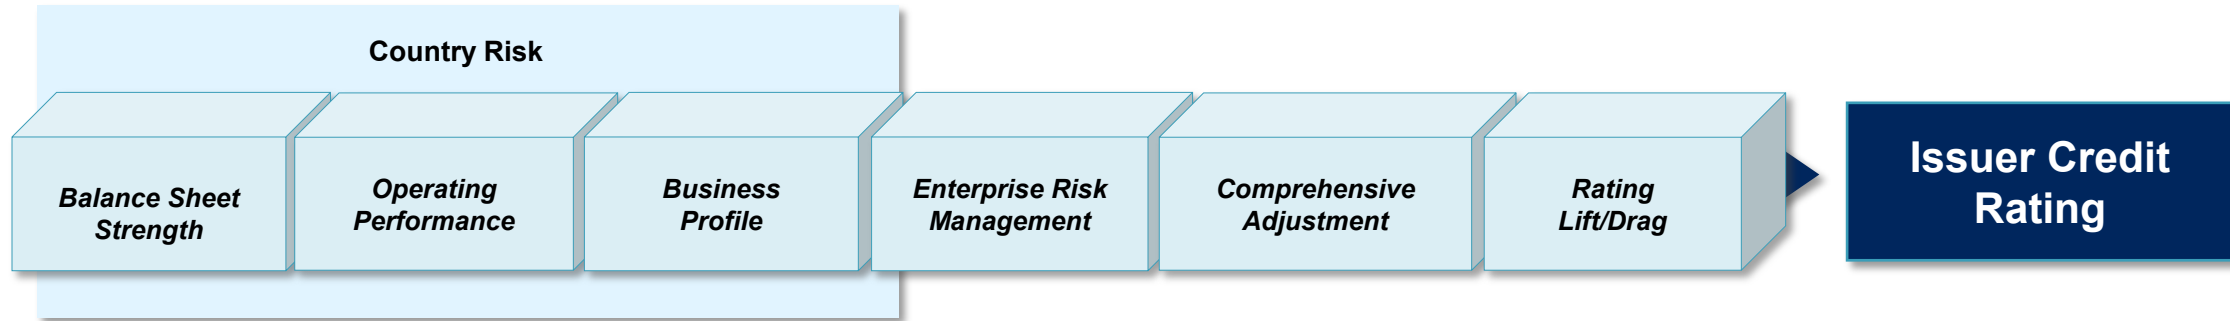 Country Risk
Balance Sheet
Strength
Operating
Performance
Business
Profile
Enterprise Risk
Management
Comprehensive
Adjustment
Rating
Lift/Drag
Issuer Credit
Rating